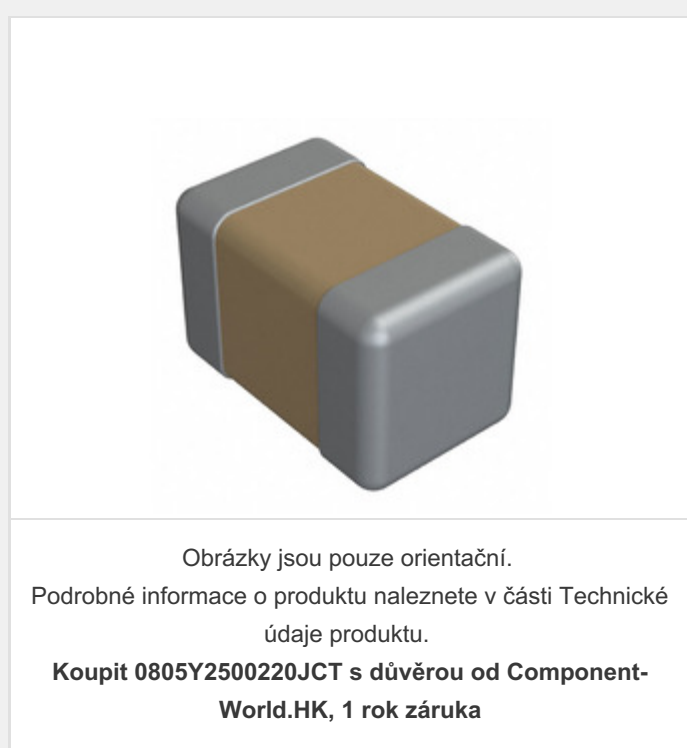 Obrázky jsou pouze orientační.
Podrobné informace o produktu naleznete v části Technické
údaje produktu.
Koupit 0805Y2500220JCT s důvěrou od Component-
World.HK, 1 rok záruka